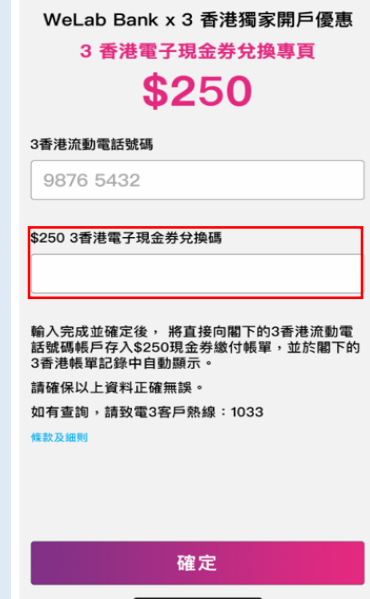 WeLab Bank x 3 香港獨家開戶優惠
3 香港電子現金券兌換專頁
$250
3香港流動電話號碼
9876 5432
$250 3香港電子現金券兌換碼
輸入完成並確定後， 將直接向閣下的3香港流動電
話號碼帳戶存入$250現金券繳付帳單，並於閣下的
3香港帳單記錄中自動顯示。
請確保以上資料正確無誤。
如有查詢，請致電3客戶熱線：1033
條款及細則
確定